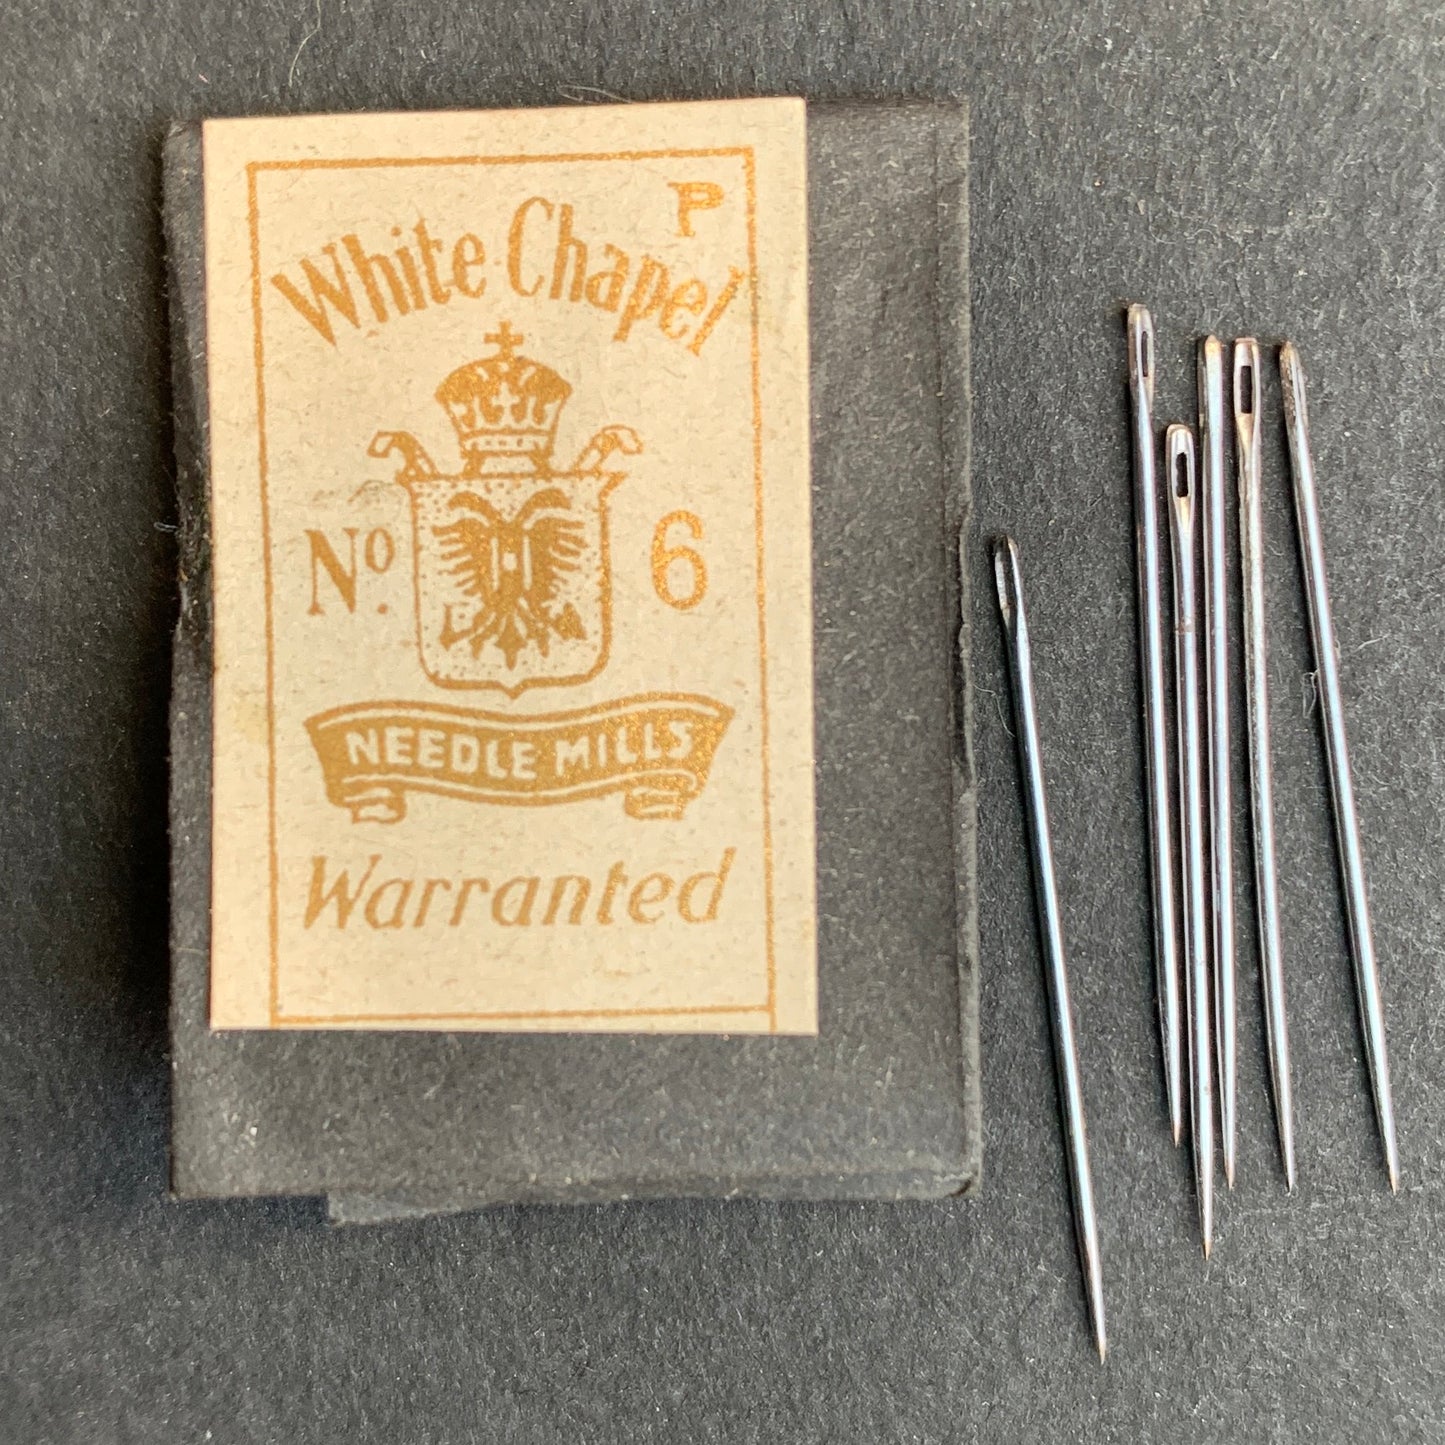 P
White Chapel
No. 6
NEEDLE MILLS
Warranted